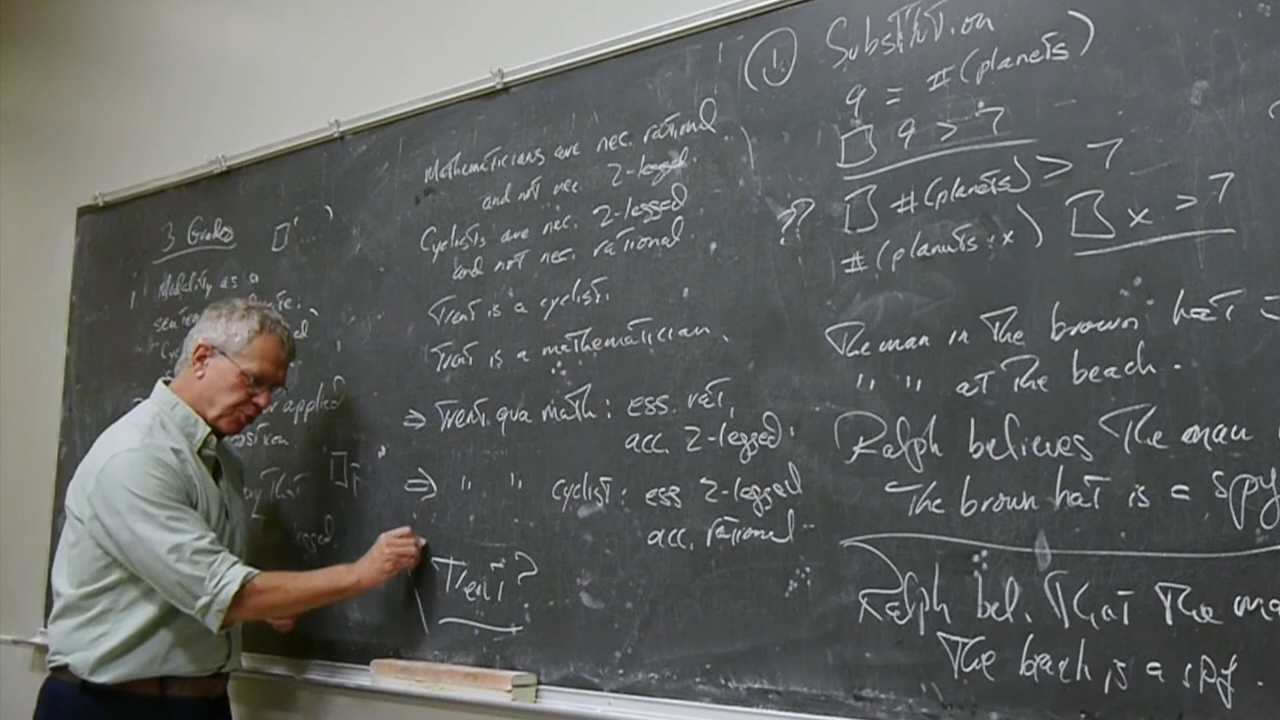 3 Grades
□(...)
1 Modality as a
sen
applied
that □F
Mathematicians are nec. rational
and not nec 2-legged.
Cyclists are nec. 2-legged
and not nec. rational.
Trent is a cyclist.
Trent is a mathematician.
⇒ Trent qua math: ess. rat.
acc. 2-legged.
⇒ " " cyclist: ess 2-legged
acc. rational
Trent?
① Substitution
9 = #(planets)
□ 9 > 7
?? □ #(planets) > 7
#(planets : x) □ x > 7
The man in the brown hat =
" " at the beach.
Ralph believes the man
the brown hat is a spy
Ralph bel. that the
the beach is a spy.